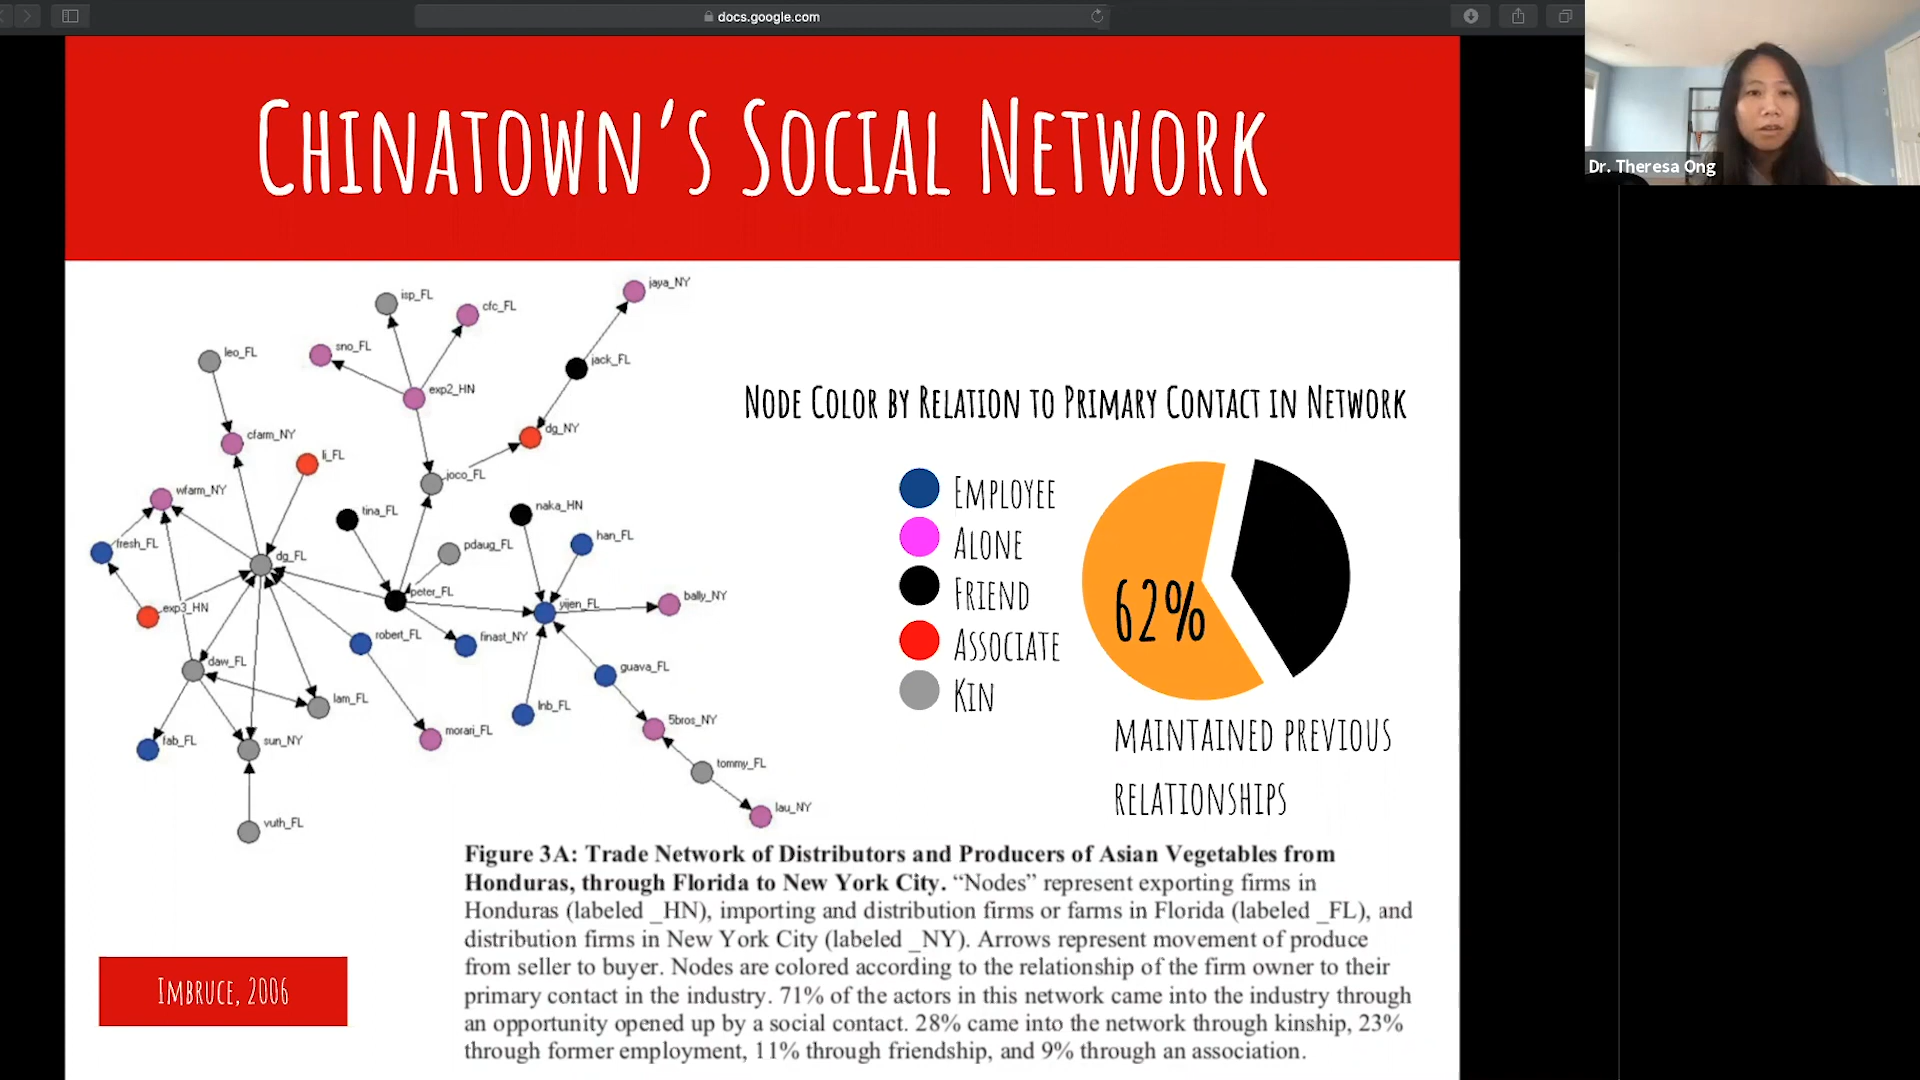 docs.google.com
Dr. Theresa Ong
CHINATOWN'S SOCIAL NETWORK
jaya_NY
isp_FL
cfc_FL
sno_FL
leo_FL
jack_FL
exp2_HN
cfarm_NY
dg_NY
li_FL
joco_FL
wfarm_NY
tina_FL
naka_HN
fresh_FL
dg_FL
pdaug_FL
han_FL
peter_FL
exp3_HN
yijen_FL
bally_NY
robert_FL
finast_NY
daw_FL
guava_FL
lam_FL
lnb_FL
morari_FL
5bros_NY
fab_FL
sun_NY
tommy_FL
lau_NY
vuth_FL
NODE COLOR BY RELATION TO PRIMARY CONTACT IN NETWORK
EMPLOYEE
ALONE
FRIEND
ASSOCIATE
KIN
62%
MAINTAINED PREVIOUS
RELATIONSHIPS
Figure 3A: Trade Network of Distributors and Producers of Asian Vegetables from
Honduras, through Florida to New York City. “Nodes” represent exporting firms in
Honduras (labeled _HN), importing and distribution firms or farms in Florida (labeled _FL), and
distribution firms in New York City (labeled _NY). Arrows represent movement of produce
from seller to buyer. Nodes are colored according to the relationship of the firm owner to their
primary contact in the industry. 71% of the actors in this network came into the industry through
an opportunity opened up by a social contact. 28% came into the network through kinship, 23%
through former employment, 11% through friendship, and 9% through an association.
IMBRUCE, 2006